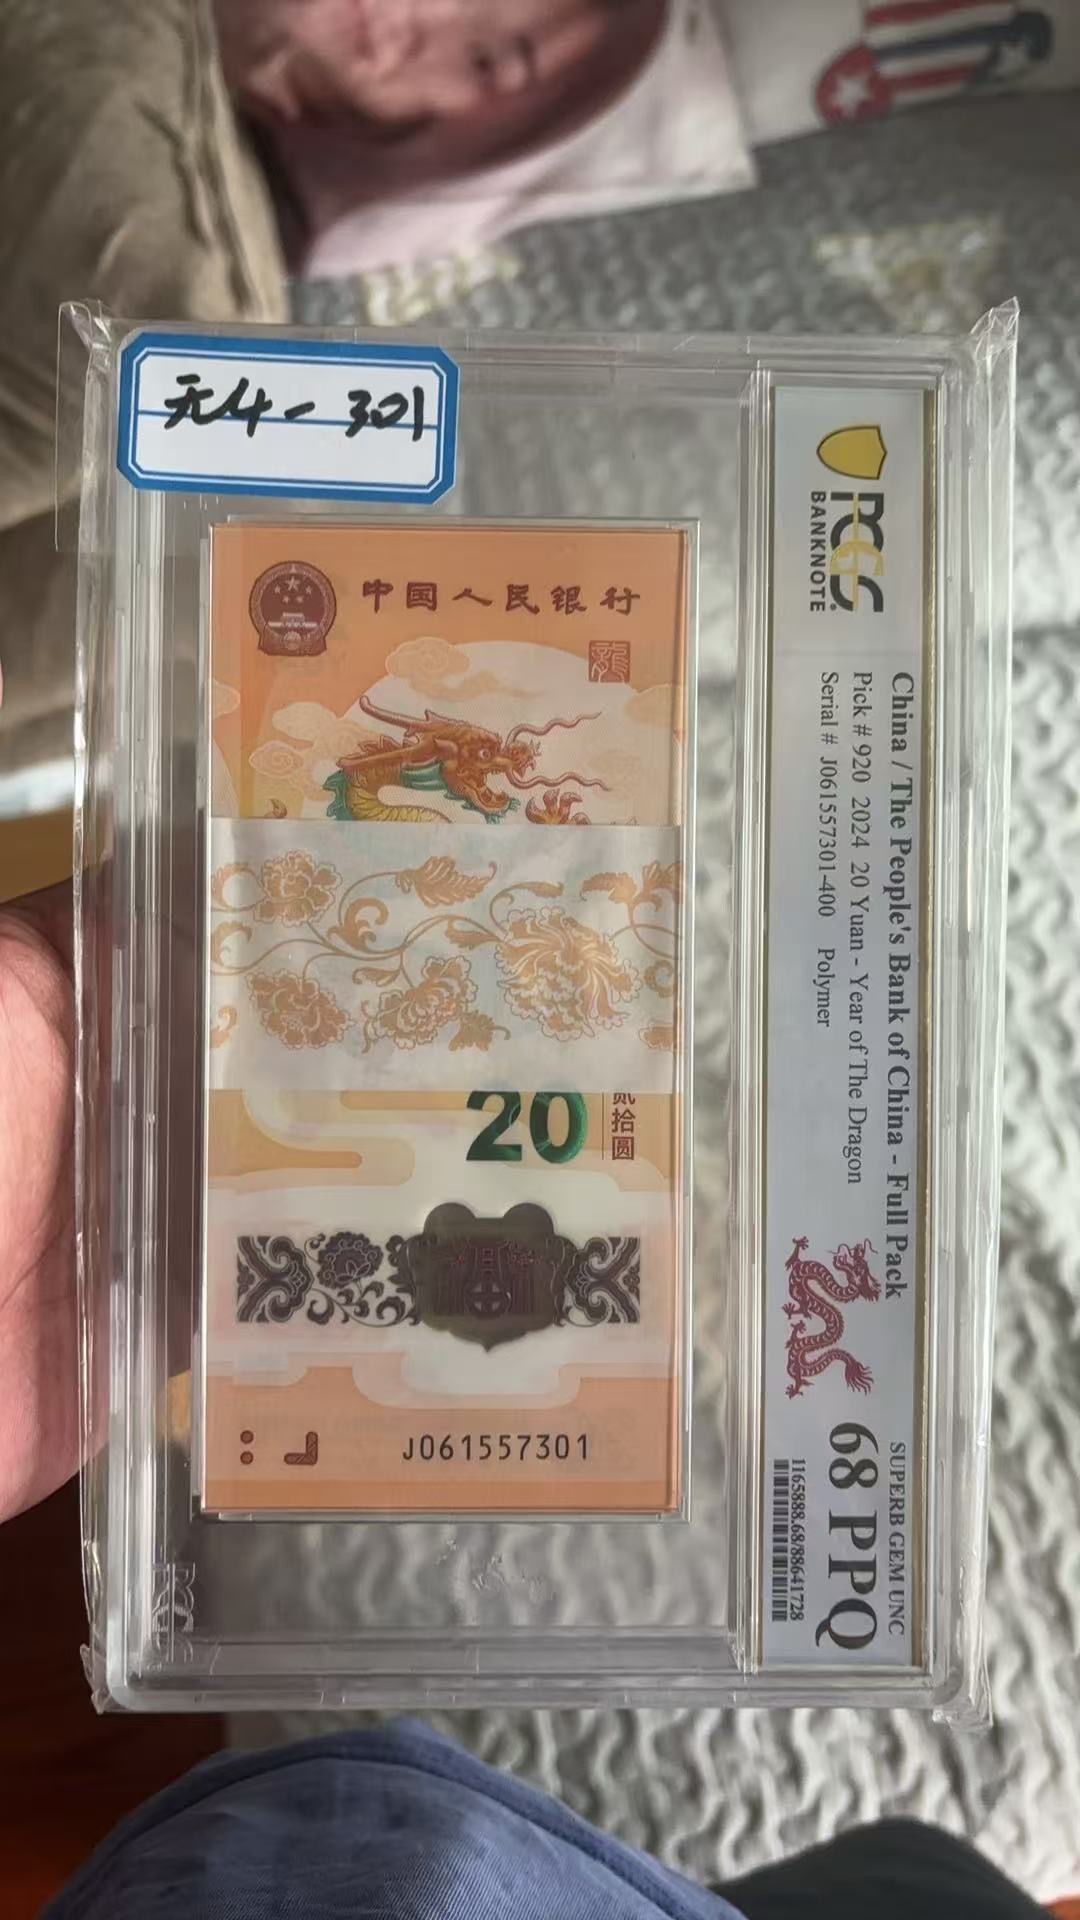 无4-301
PCGS
BANKNOTE
China / The People's Bank of China - Full Pack
Pick # 920 2024 20 Yuan - Year of The Dragon
Serial # J061557301-400 Polymer
SUPERB GEM UNC
68 PPQ
1165888.68/88641728
中国人民银行
龍
20
贰拾圆
J061557301